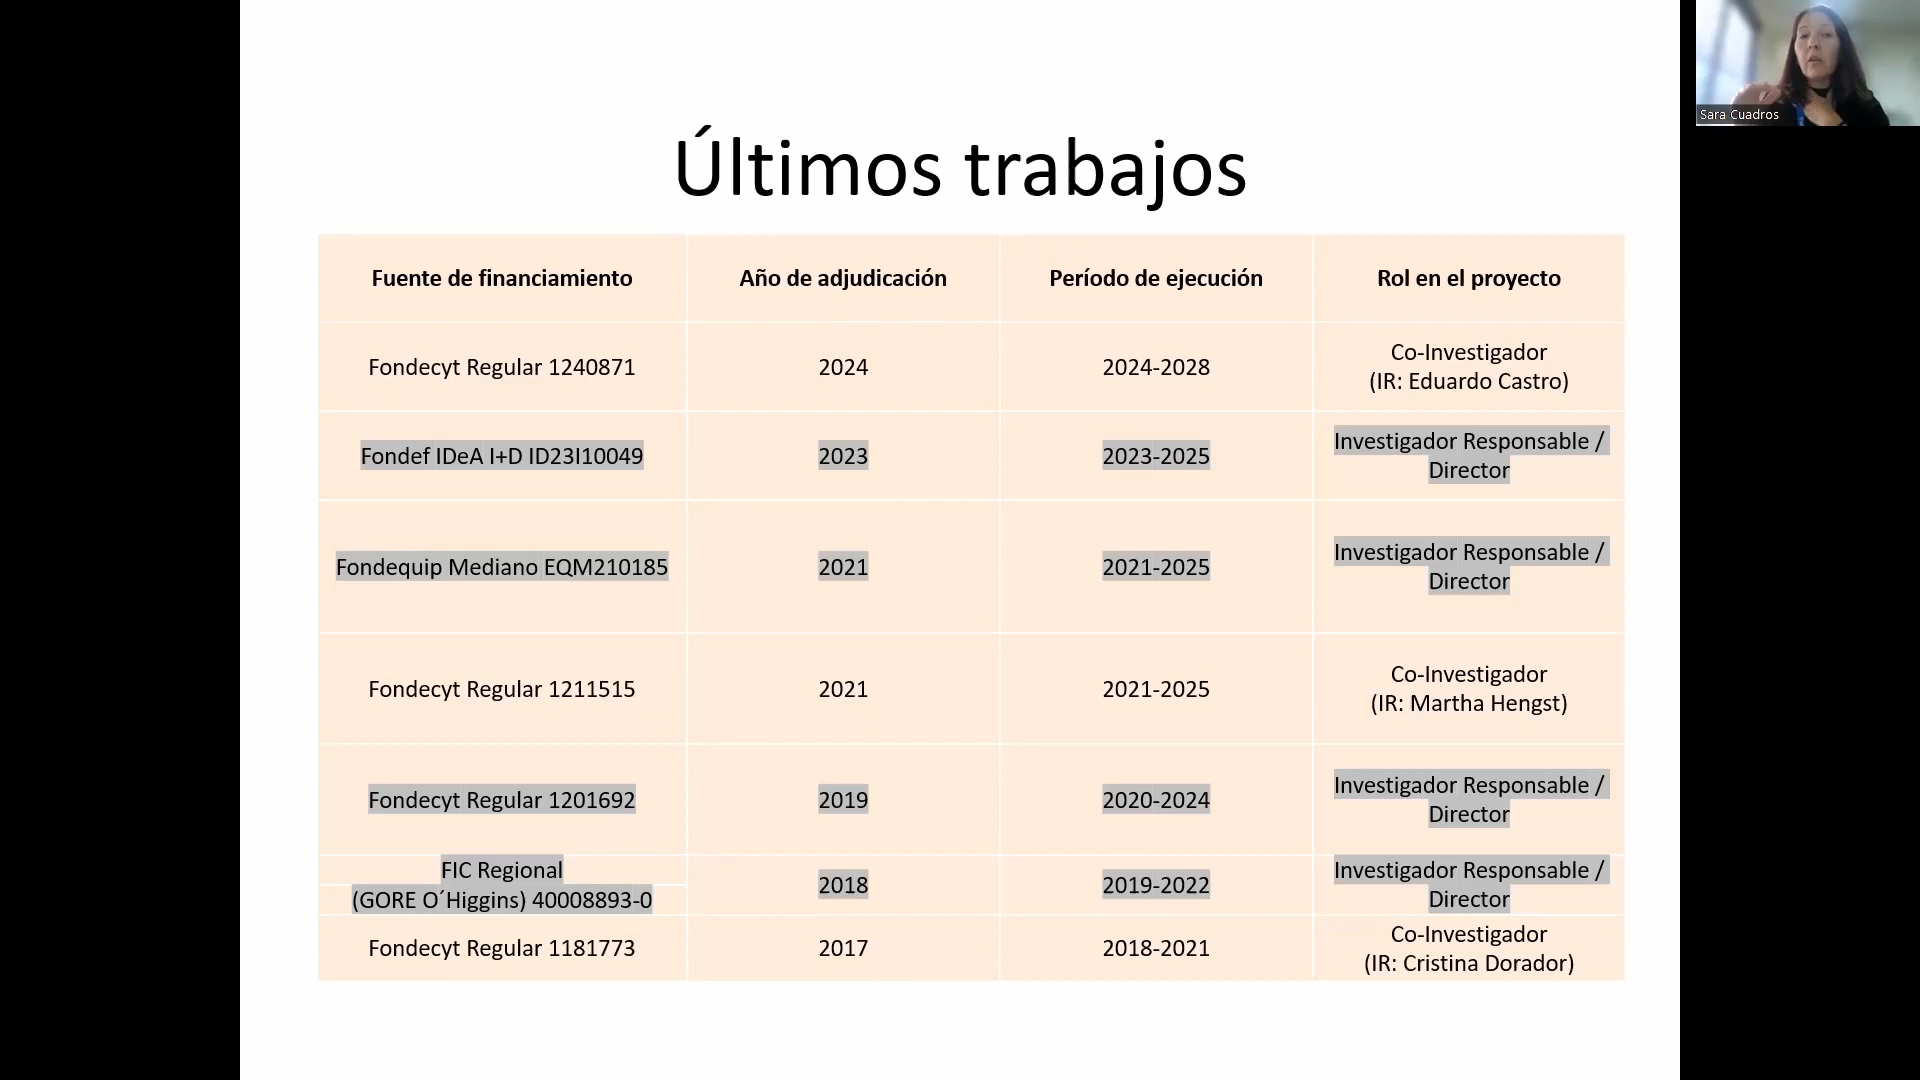 Últimos trabajos
Fuente de financiamiento
Año de adjudicación
Período de ejecución
Rol en el proyecto
Fondecyt Regular 1240871
2024
2024-2028
Co-Investigador
(IR: Eduardo Castro)
Fondef IDeA I+D ID23I10049
2023
2023-2025
Investigador Responsable /
Director
Fondequip Mediano EQM210185
2021
2021-2025
Investigador Responsable /
Director
Fondecyt Regular 1211515
2021
2021-2025
Co-Investigador
(IR: Martha Hengst)
Fondecyt Regular 1201692
2019
2020-2024
Investigador Responsable /
Director
FIC Regional
(GORE O´Higgins) 40008893-0
2018
2019-2022
Investigador Responsable /
Director
Fondecyt Regular 1181773
2017
2018-2021
Co-Investigador
(IR: Cristina Dorador)
Sara Cuadros